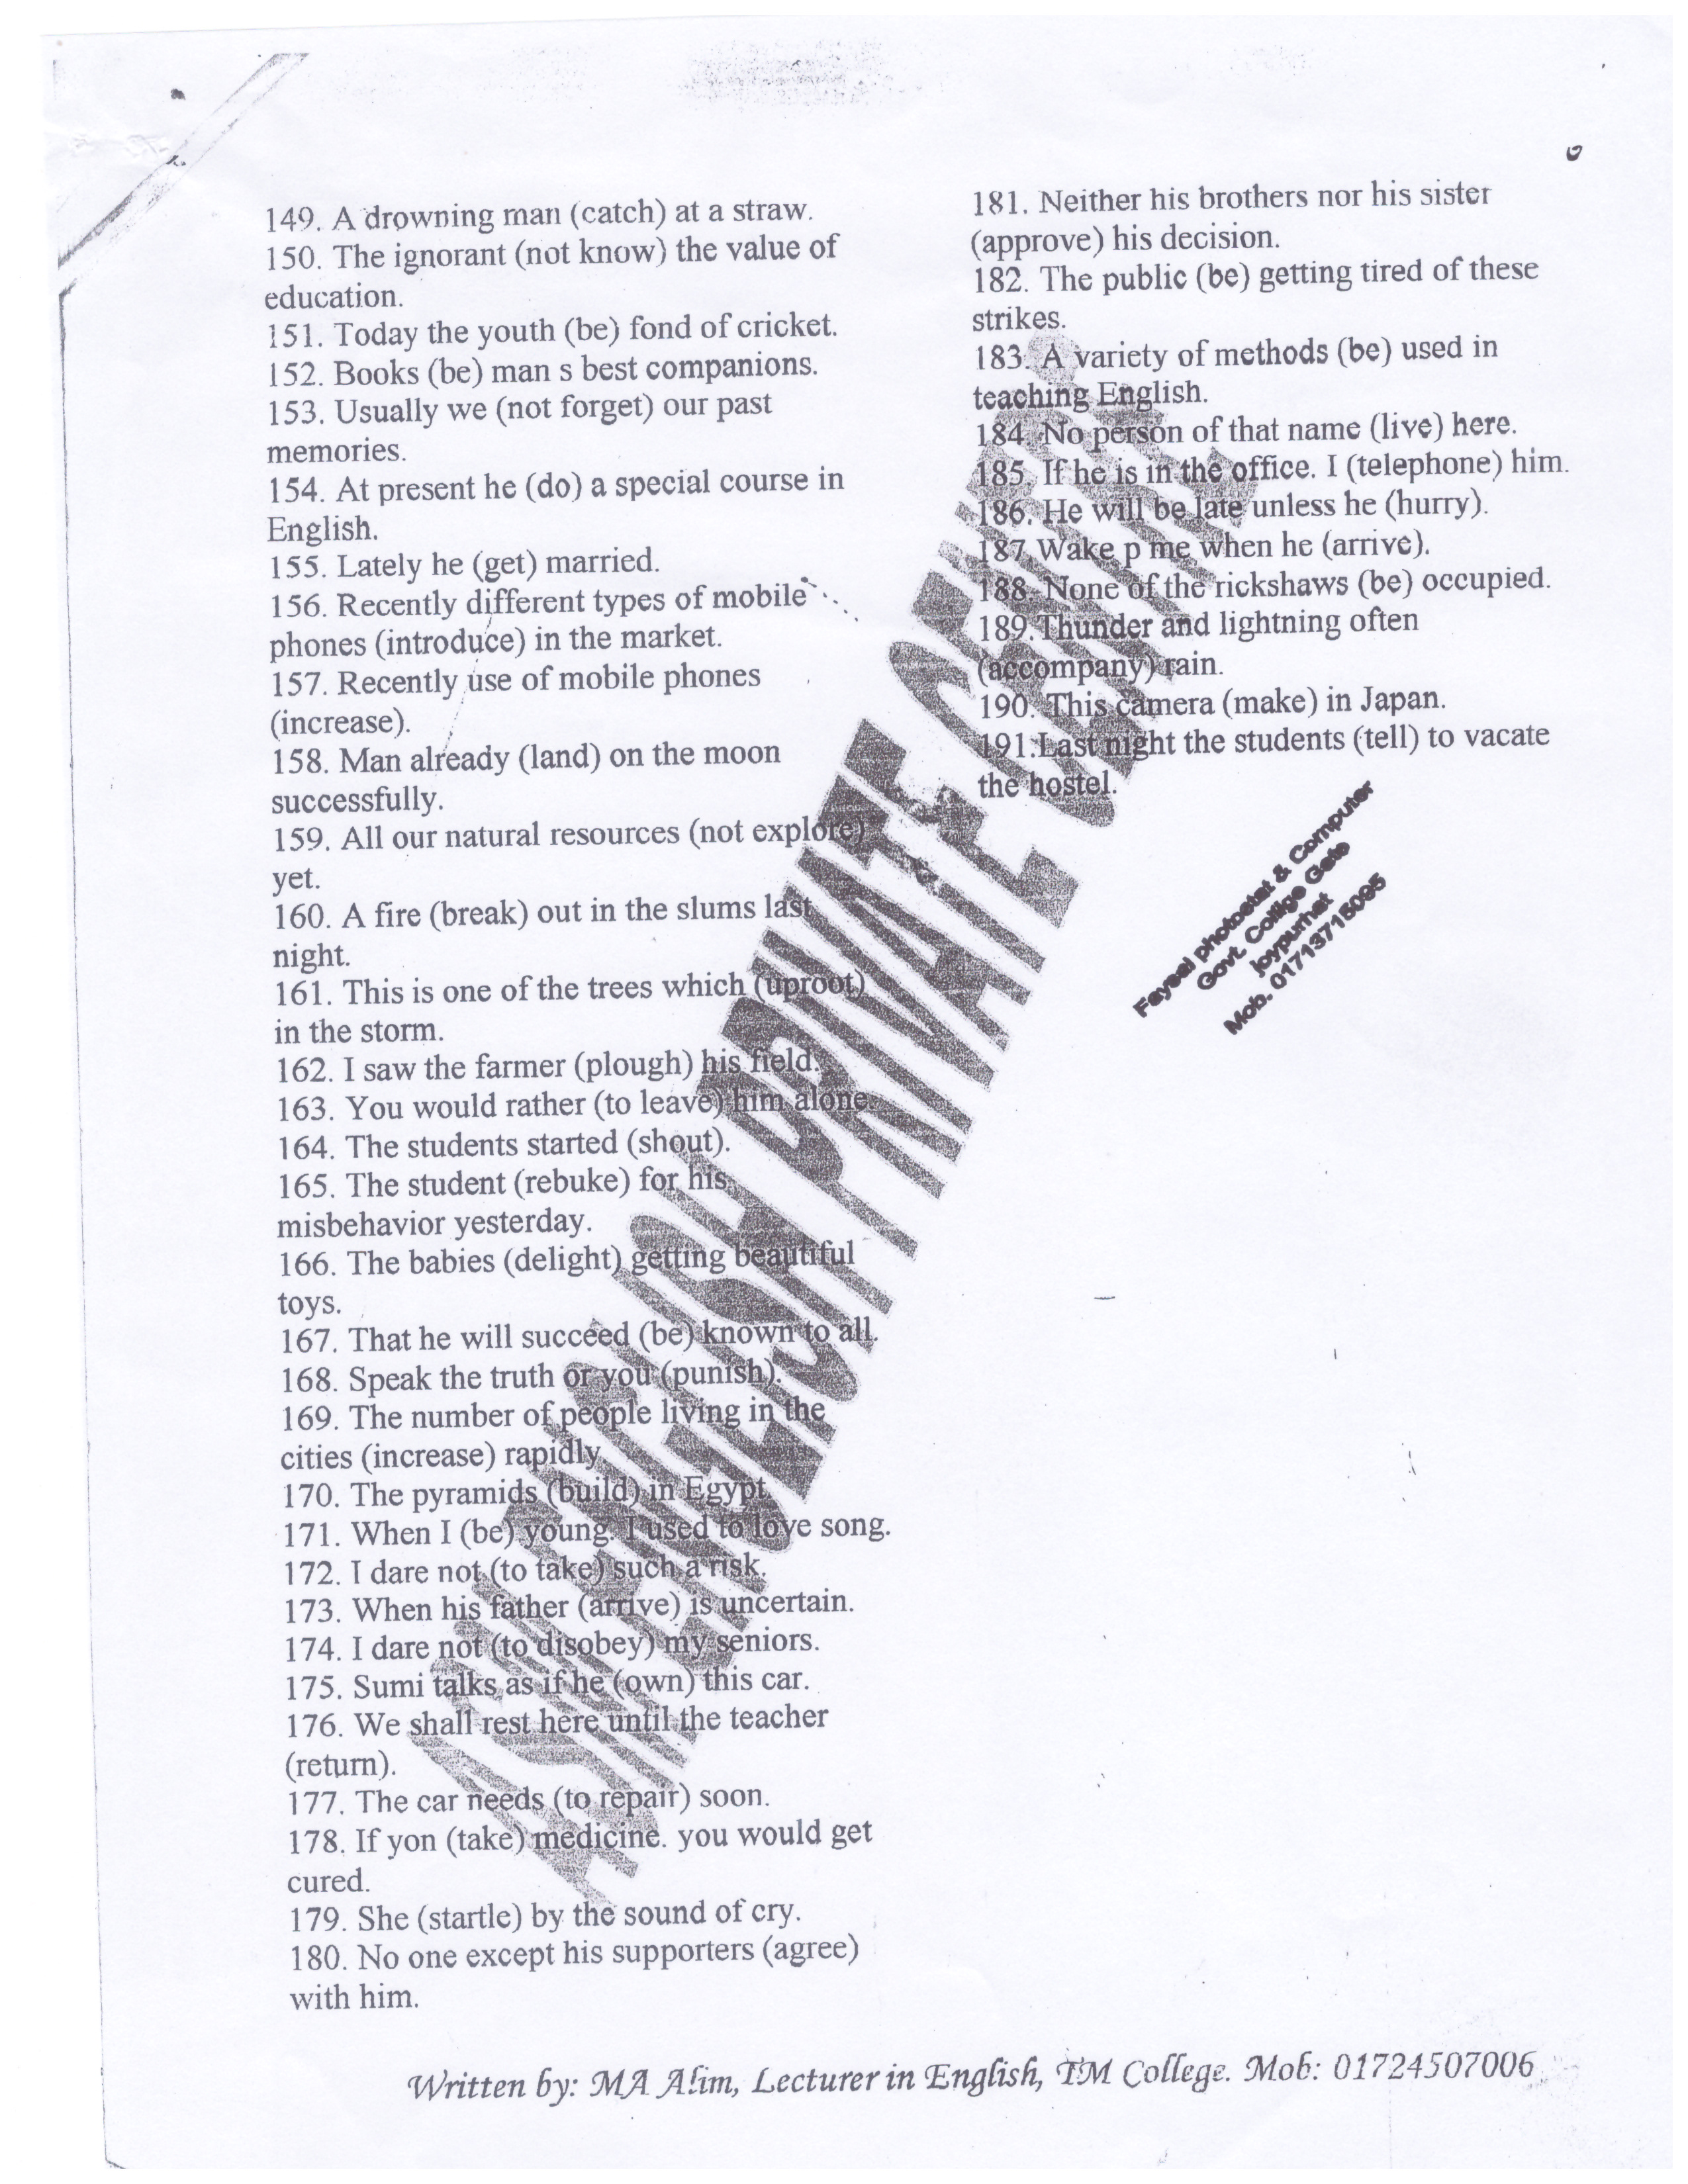 149. A drowning man (catch) at a straw.
150. The ignorant (not know) the value of
education.
151. Today the youth (be) fond of cricket.
152. Books (be) man s best companions.
153. Usually we (not forget) our past
memories.
154. At present he (do) a special course in
English.
155. Lately he (get) married.
156. Recently different types of mobile
phones (introduce) in the market.
157. Recently use of mobile phones
(increase).
158. Man already (land) on the moon
successfully.
159. All our natural resources (not explore)
yet.
160. A fire (break) out in the slums last
night.
161. This is one of the trees which (uproot)
in the storm.
162. I saw the farmer (plough) his field.
163. You would rather (to leave) him alone.
164. The students started (shout).
165. The student (rebuke) for his
misbehavior yesterday.
166. The babies (delight) getting beautiful
toys.
167. That he will succeed (be) known to all.
168. Speak the truth or you (punish).
169. The number of people living in the
cities (increase) rapidly
170. The pyramids (build) in Egypt.
171. When I (be) young. I used to love song.
172. I dare not (to take) such a risk.
173. When his father (arrive) is uncertain.
174. I dare not (to disobey) my seniors.
175. Sumi talks as if he (own) this car.
176. We shall rest here until the teacher
(return).
177. The car needs (to repair) soon.
178. If yon (take) medicine. you would get
cured.
179. She (startle) by the sound of cry.
180. No one except his supporters (agree)
with him.
181. Neither his brothers nor his sister
(approve) his decision.
182. The public (be) getting tired of these
strikes.
183. A variety of methods (be) used in
teaching English.
184. No person of that name (live) here.
185. If he is in the office. I (telephone) him.
186. He will be late unless he (hurry).
187. Wake p me when he (arrive).
188. None of the rickshaws (be) occupied.
189. Thunder and lightning often
(accompany) rain.
190. This camera (make) in Japan.
191. Last night the students (tell) to vacate
the hostel.
Faysal photostat & Computer
Govt. Collge Gate
joypurhat
Mob. 01713715095
PRIVATE
Written by: MA Alim, Lecturer in English, TM College. Mob: 01724507006